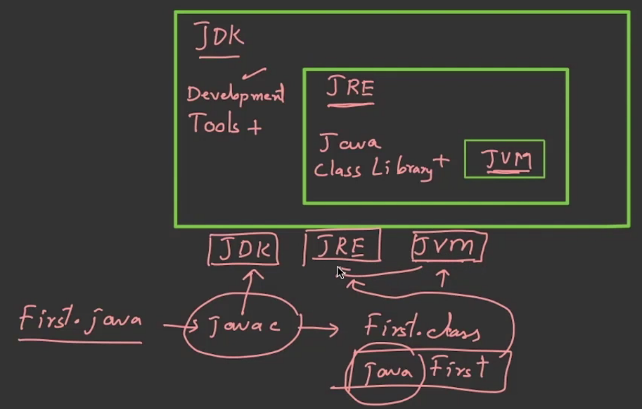 JDK
Development
Tools +
JRE
Java
Class Library +
JVM
JDK
JRE
JVM
First.java
javac
First.class
java First